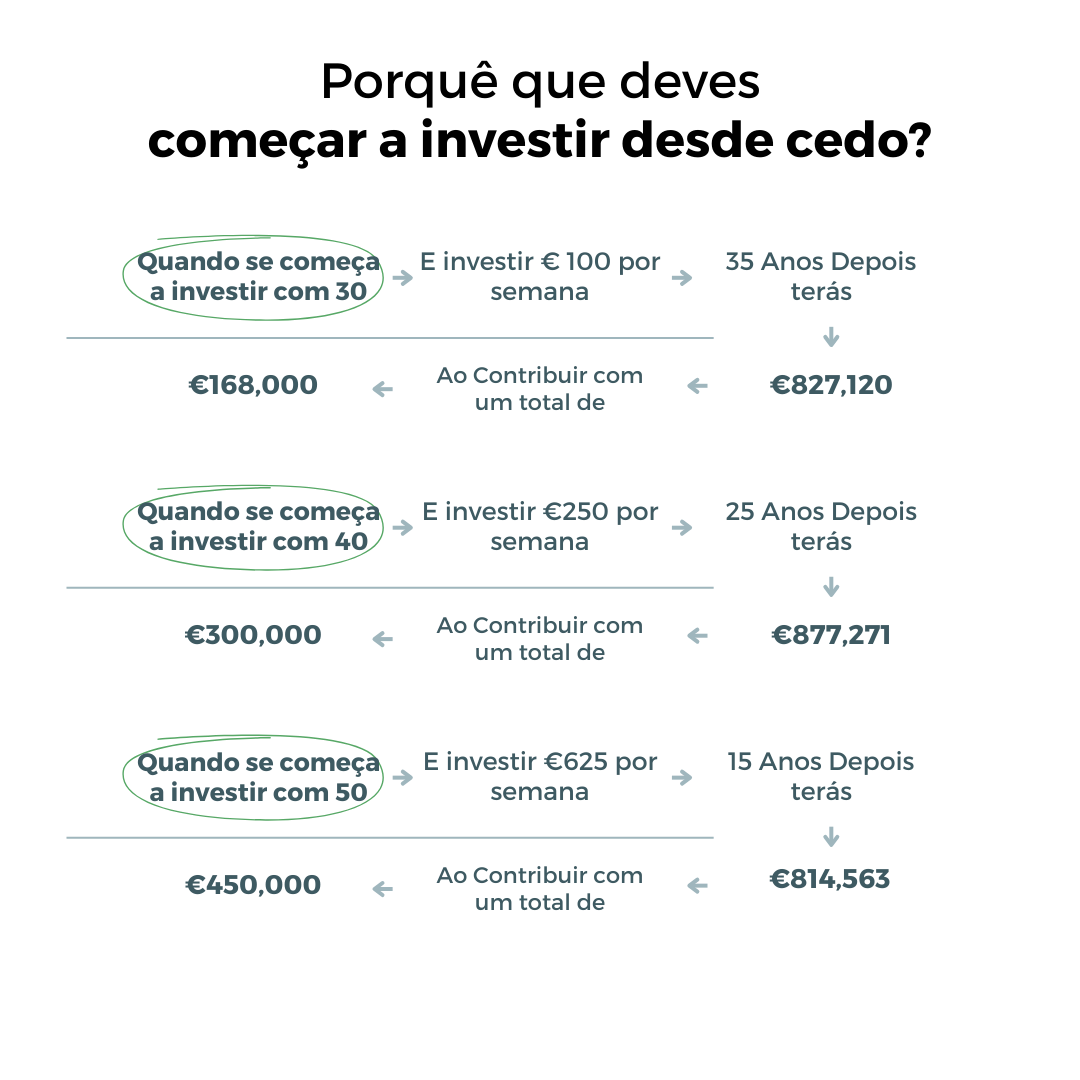 Porquê que deves
começar a investir desde cedo?
Quando se começa
a investir com 30
E investir € 100 por
semana
35 Anos Depois
terás
€827,120
Ao Contribuir com
um total de
€168,000
Quando se começa
a investir com 40
E investir €250 por
semana
25 Anos Depois
terás
€877,271
Ao Contribuir com
um total de
€300,000
Quando se começa
a investir com 50
E investir €625 por
semana
15 Anos Depois
terás
€814,563
Ao Contribuir com
um total de
€450,000